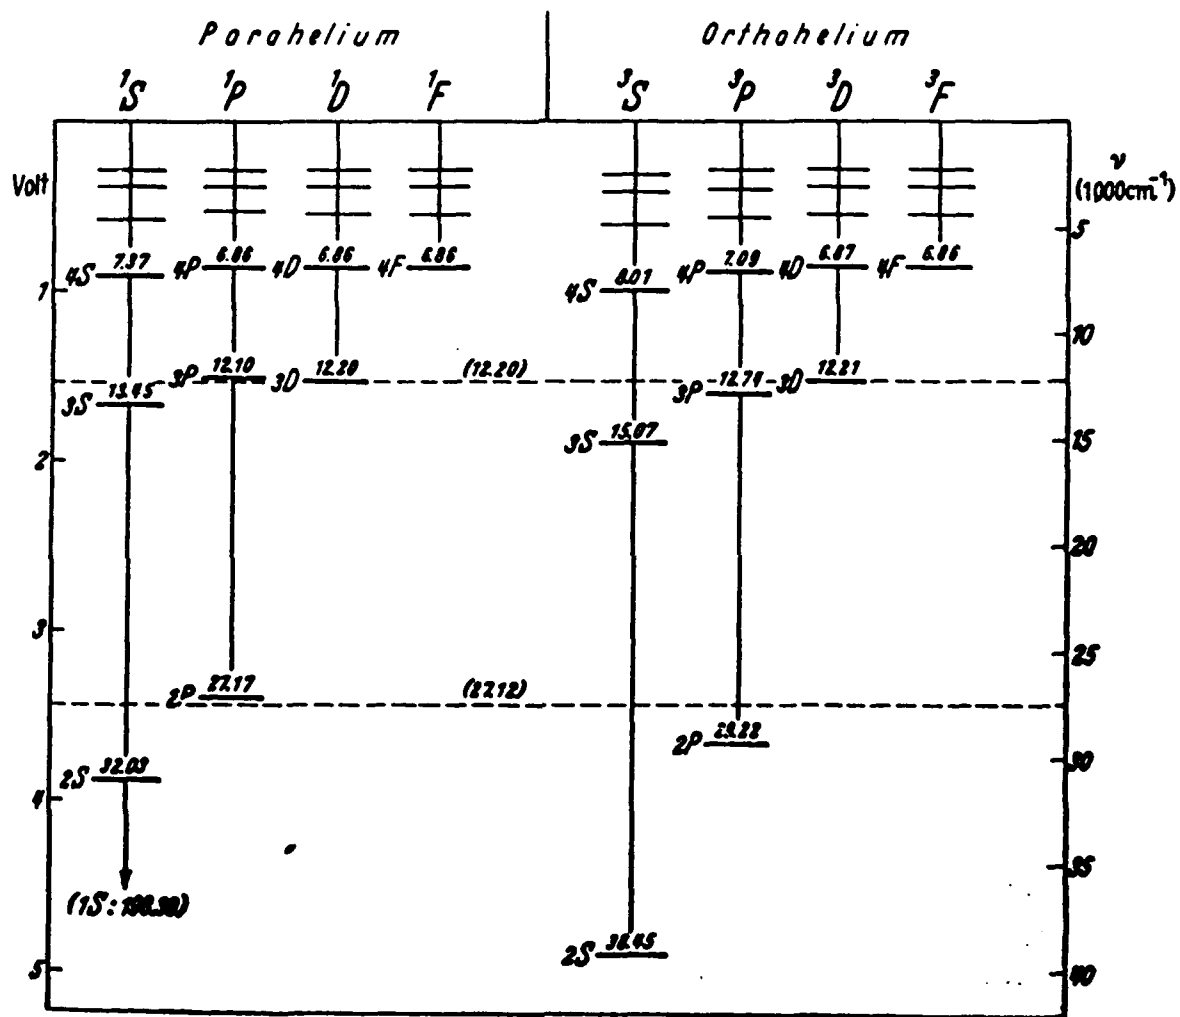 Parahelium Orthohelium
¹S ¹P ¹D ¹F ³S ³P ³D ³F
Volt ν
(1000cm⁻¹)
5
4S 7.37 4P 6.86 4D 6.86 4F 6.86 4S 8.01 4P 7.09 4D 6.87 4F 6.86
1
10
3S 13.45 3P 12.10 3D 12.20 (12.20) 3P 12.74 3D 12.21
3S 15.07 15
2
20
3
25
2P 27.17 (27.12)
2P 29.22 30
2S 32.03
4
35
(1S: )
2S 38.45
5 40